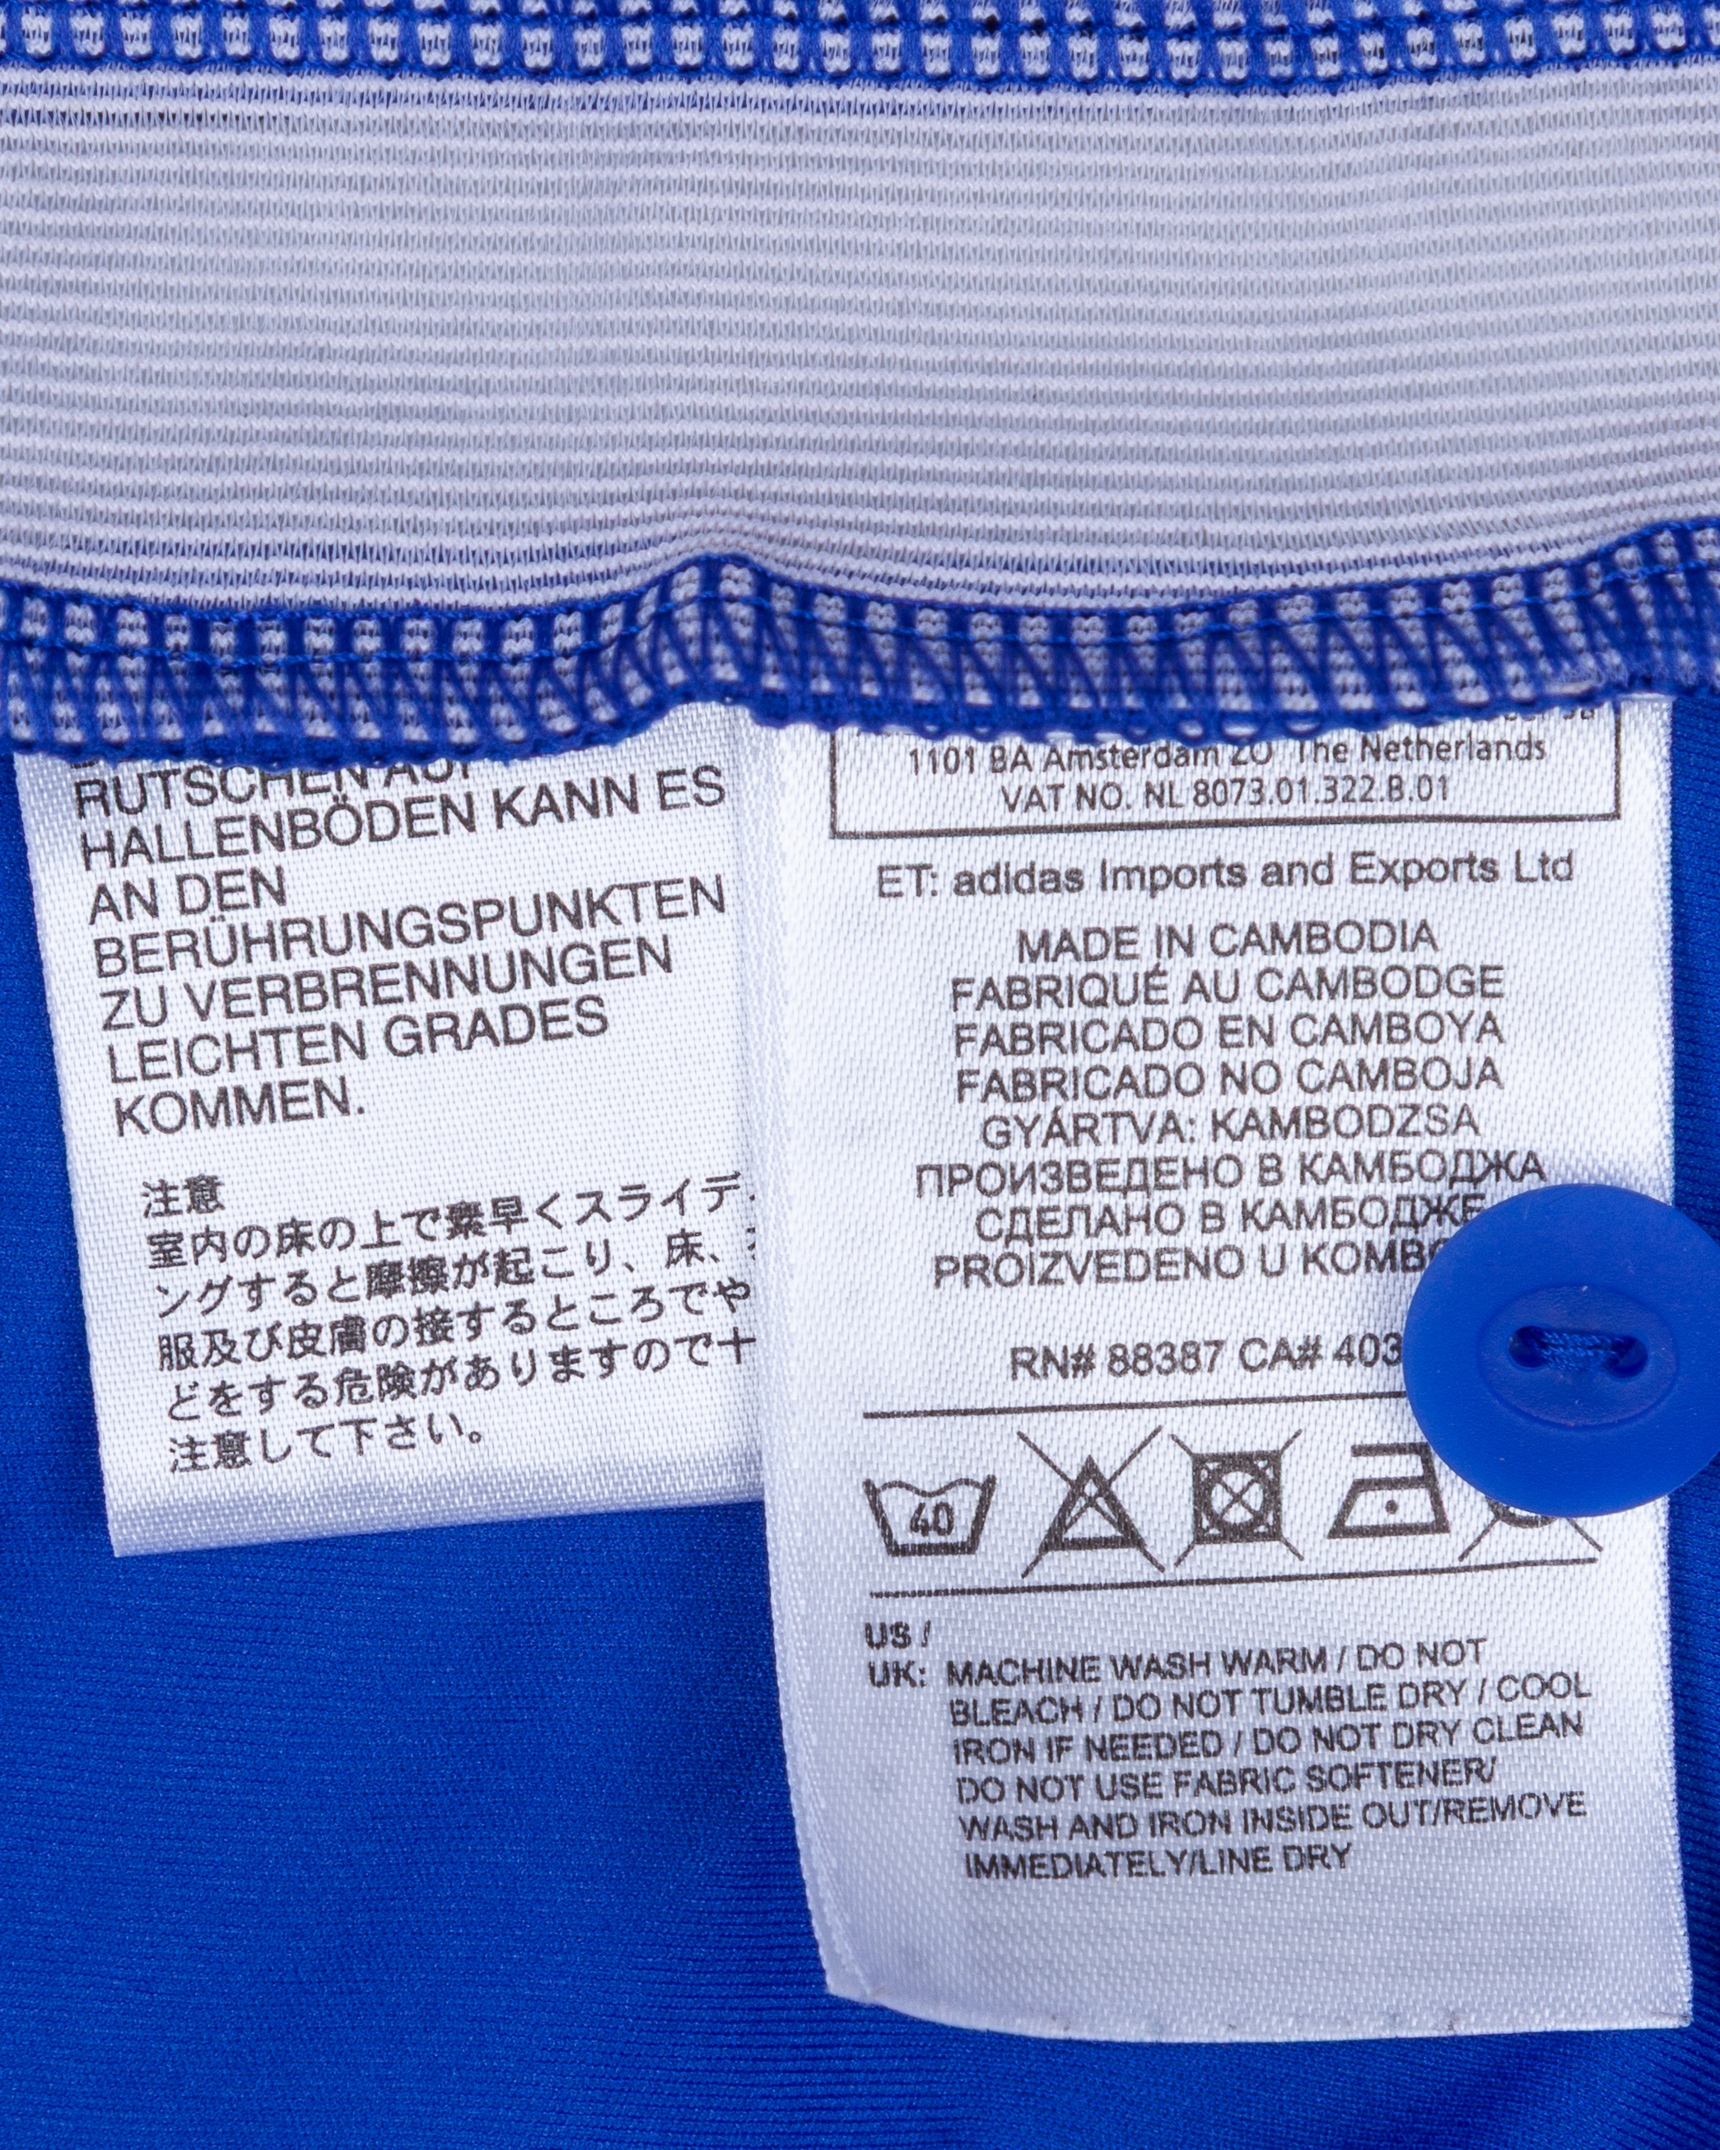 RUTSCHEN AUF
HALLENBÖDEN KANN ES
AN DEN
BERÜHRUNGSPUNKTEN
ZU VERBRENNUNGEN
LEICHTEN GRADES
KOMMEN.
注意
室内の床の上で素早くスライデ
ングすると摩擦が起こり、床、
服及び皮膚の接するところでや
どをする危険がありますので十
注意して下さい。
1101 BA Amsterdam ZO The Netherlands
VAT NO. NL 8073.01.322.B.01
ET: adidas Imports and Exports Ltd
MADE IN CAMBODIA
FABRIQUÉ AU CAMBODGE
FABRICADO EN CAMBOYA
FABRICADO NO CAMBOJA
GYÁRTVA: KAMBODZSA
ПРОИЗВЕДЕНО В КАМБОДЖА
СДЕЛАНО В КАМБОДЖЕ
PROIZVEDENO U KOMB
RN# 88387 CA# 403
40
US /
UK: MACHINE WASH WARM / DO NOT
BLEACH / DO NOT TUMBLE DRY / COOL
IRON IF NEEDED / DO NOT DRY CLEAN
DO NOT USE FABRIC SOFTENER/
WASH AND IRON INSIDE OUT/REMOVE
IMMEDIATELY/LINE DRY